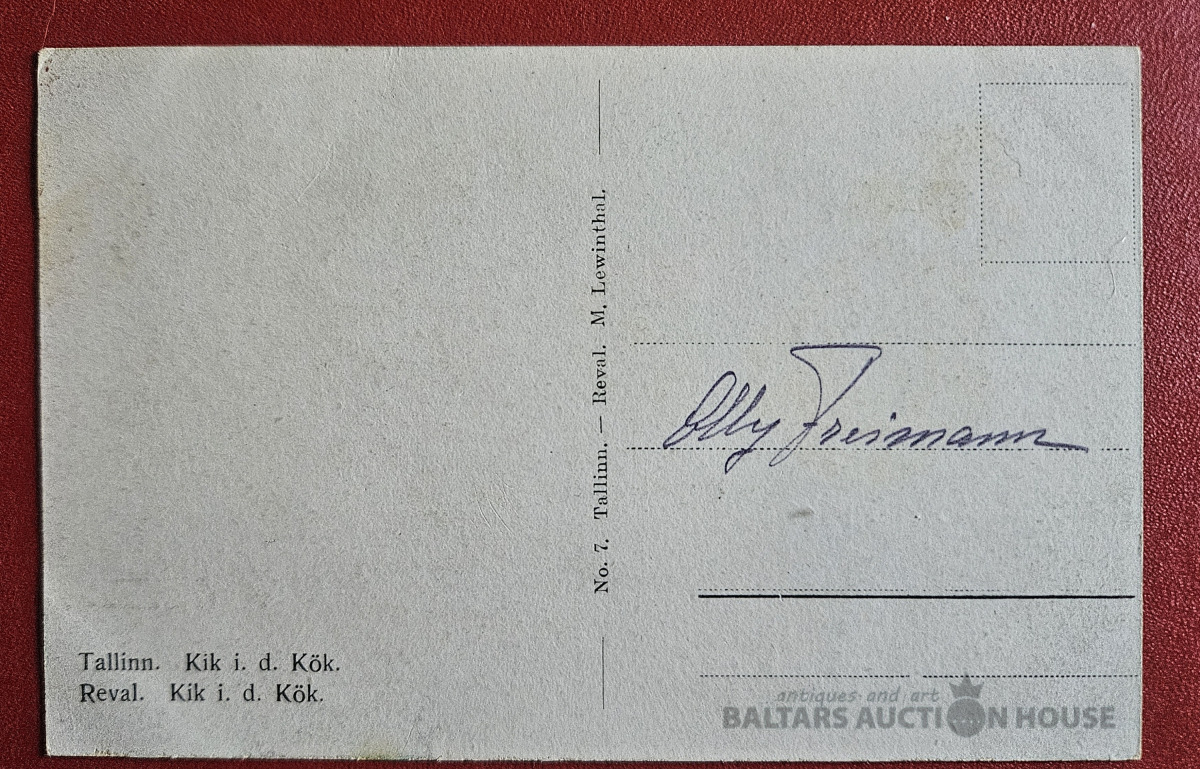 No. 7. Tallinn. — Reval. M. Lewinthal.
Olly Freimann
Tallinn. Kik i. d. Kök.
Reval. Kik i. d. Kök.
antiques and art
BALTARS AUCTION HOUSE